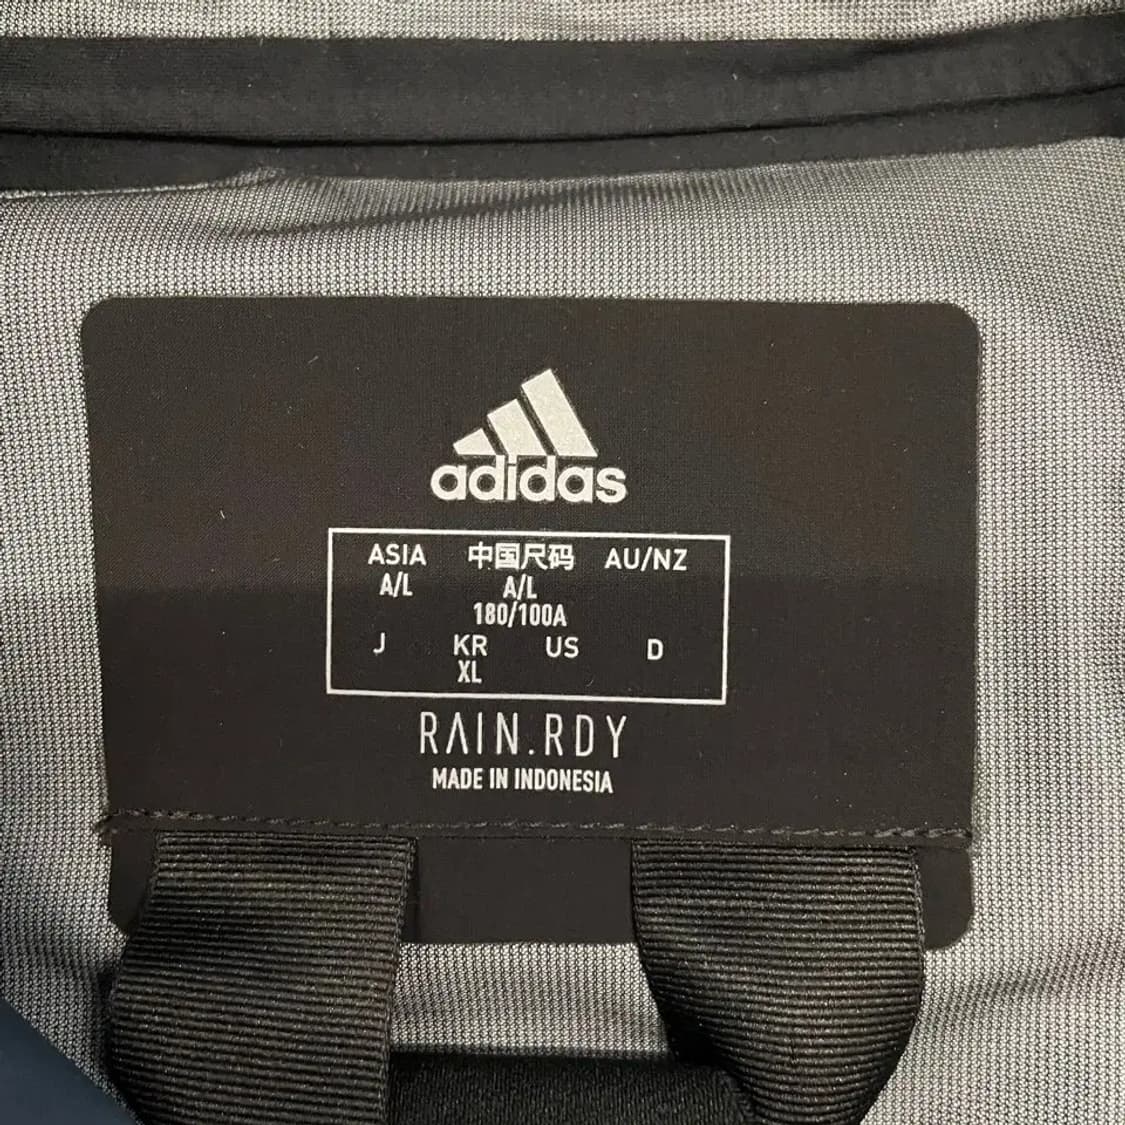 adidas
ASIA 中国尺码 AU/NZ
A/L A/L
180/100A
J KR US D
XL
RAIN.RDY
MADE IN INDONESIA